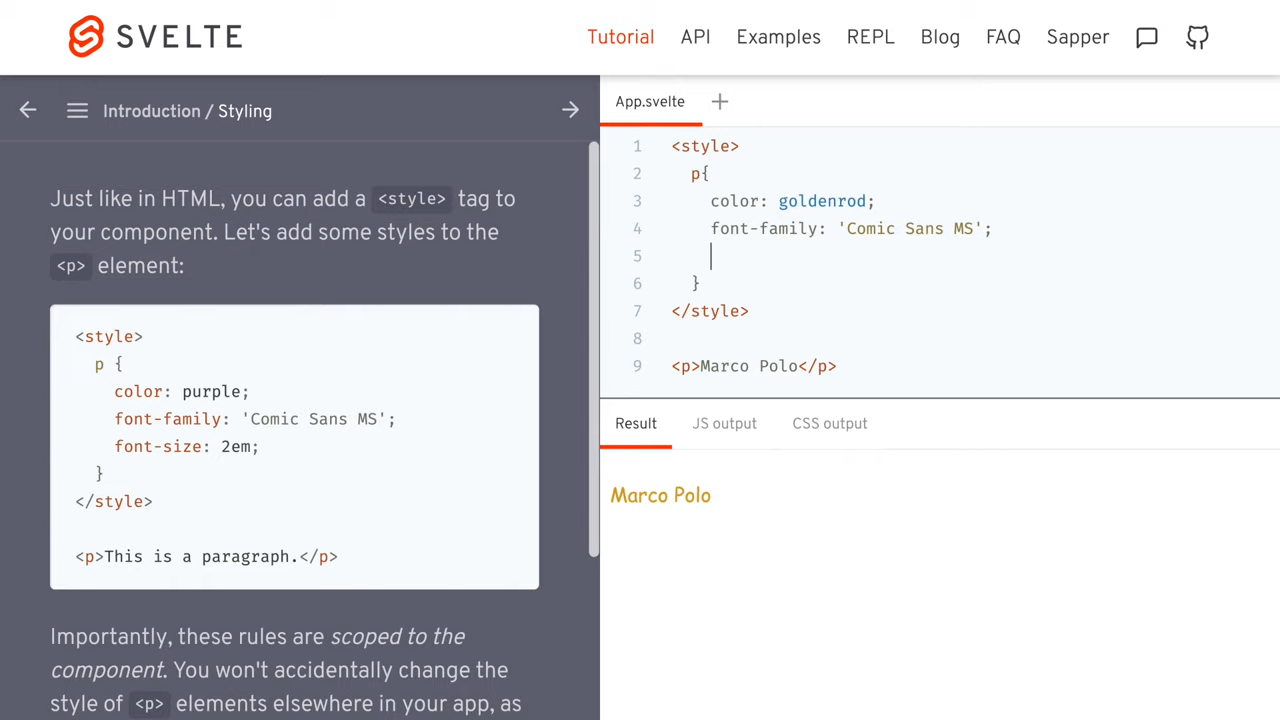 SVELTE
Tutorial API Examples REPL Blog FAQ Sapper
Introduction / Styling
Just like in HTML, you can add a <style> tag to
your component. Let's add some styles to the
<p> element:
<style>
p {
color: purple;
font-family: 'Comic Sans MS';
font-size: 2em;
}
</style>
<p>This is a paragraph.</p>
Importantly, these rules are scoped to the
component. You won't accidentally change the
style of <p> elements elsewhere in your app, as
App.svelte +
1 <style>
2 p{
3 color: goldenrod;
4 font-family: 'Comic Sans MS';
5
6 }
7 </style>
8
9 <p>Marco Polo</p>
Result JS output CSS output
Marco Polo